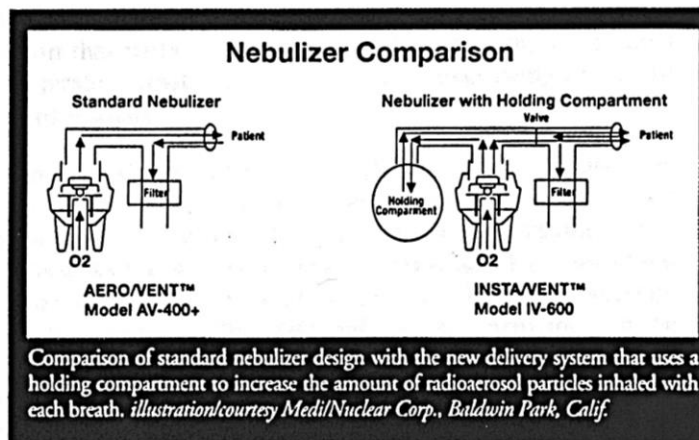 Nebulizer Comparison
Standard Nebulizer
Patient
Filter
O2
AERO/VENT™
Model AV-400+
Nebulizer with Holding Compartment
Valve
Patient
Holding
Comparment
Filter
O2
INSTA/VENT™
Model IV-600
Comparison of standard nebulizer design with the new delivery system that uses a
holding compartment to increase the amount of radioaerosol particles inhaled with
each breath. illustration/courtesy Medi/Nuclear Corp., Baldwin Park, Calif.